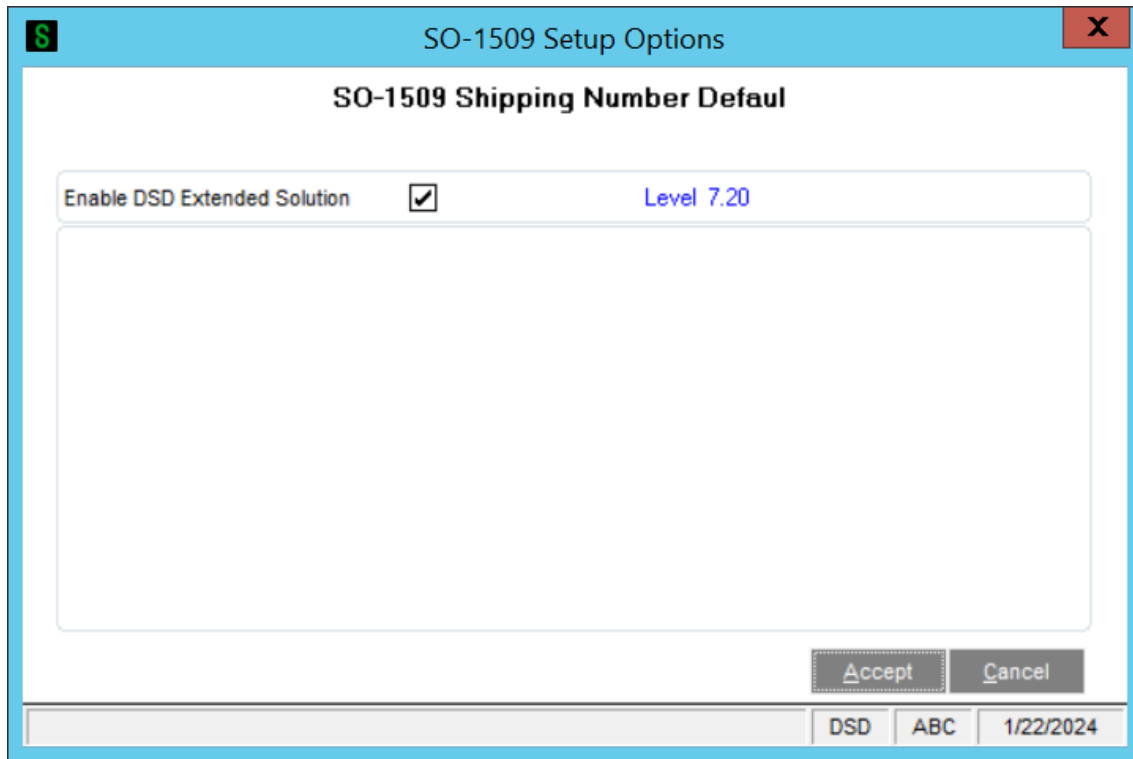 S
SO-1509 Setup Options
X
SO-1509 Shipping Number Defaul
Enable DSD Extended Solution Level 7.20
Accept Cancel
DSD ABC 1/22/2024